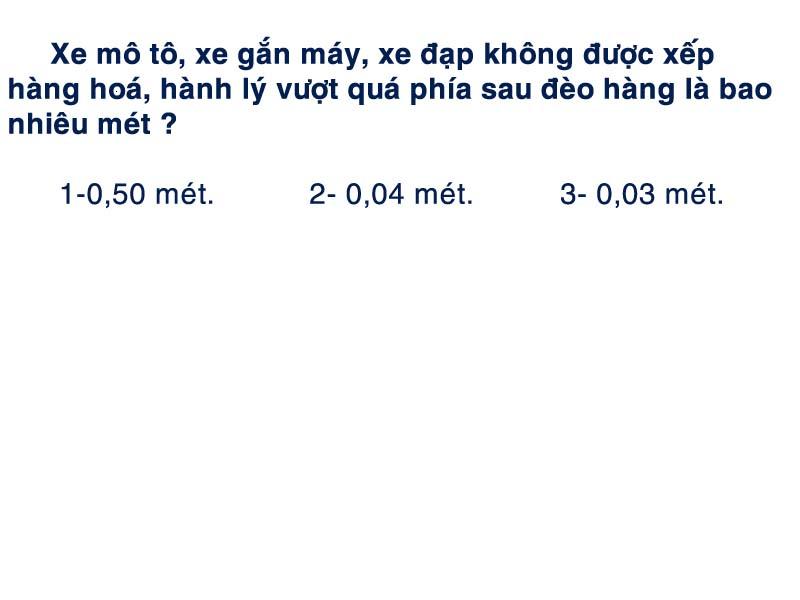 Xe mô tô, xe gắn máy, xe đạp không được xếp
hàng hoá, hành lý vượt quá phía sau đèo hàng là bao
nhiêu mét ?
1-0,50 mét. 2- 0,04 mét. 3- 0,03 mét.